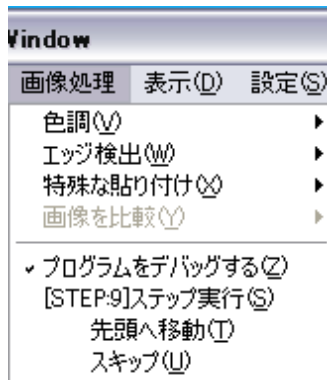 Window
画像処理 表示(D) 設定(S)
色調(V)
エッジ検出(W)
特殊な貼り付け(X)
画像を比較(Y)
プログラムをデバッグする(Z)
[STEP:9]ステップ実行(S)
先頭へ移動(T)
スキップ(U)